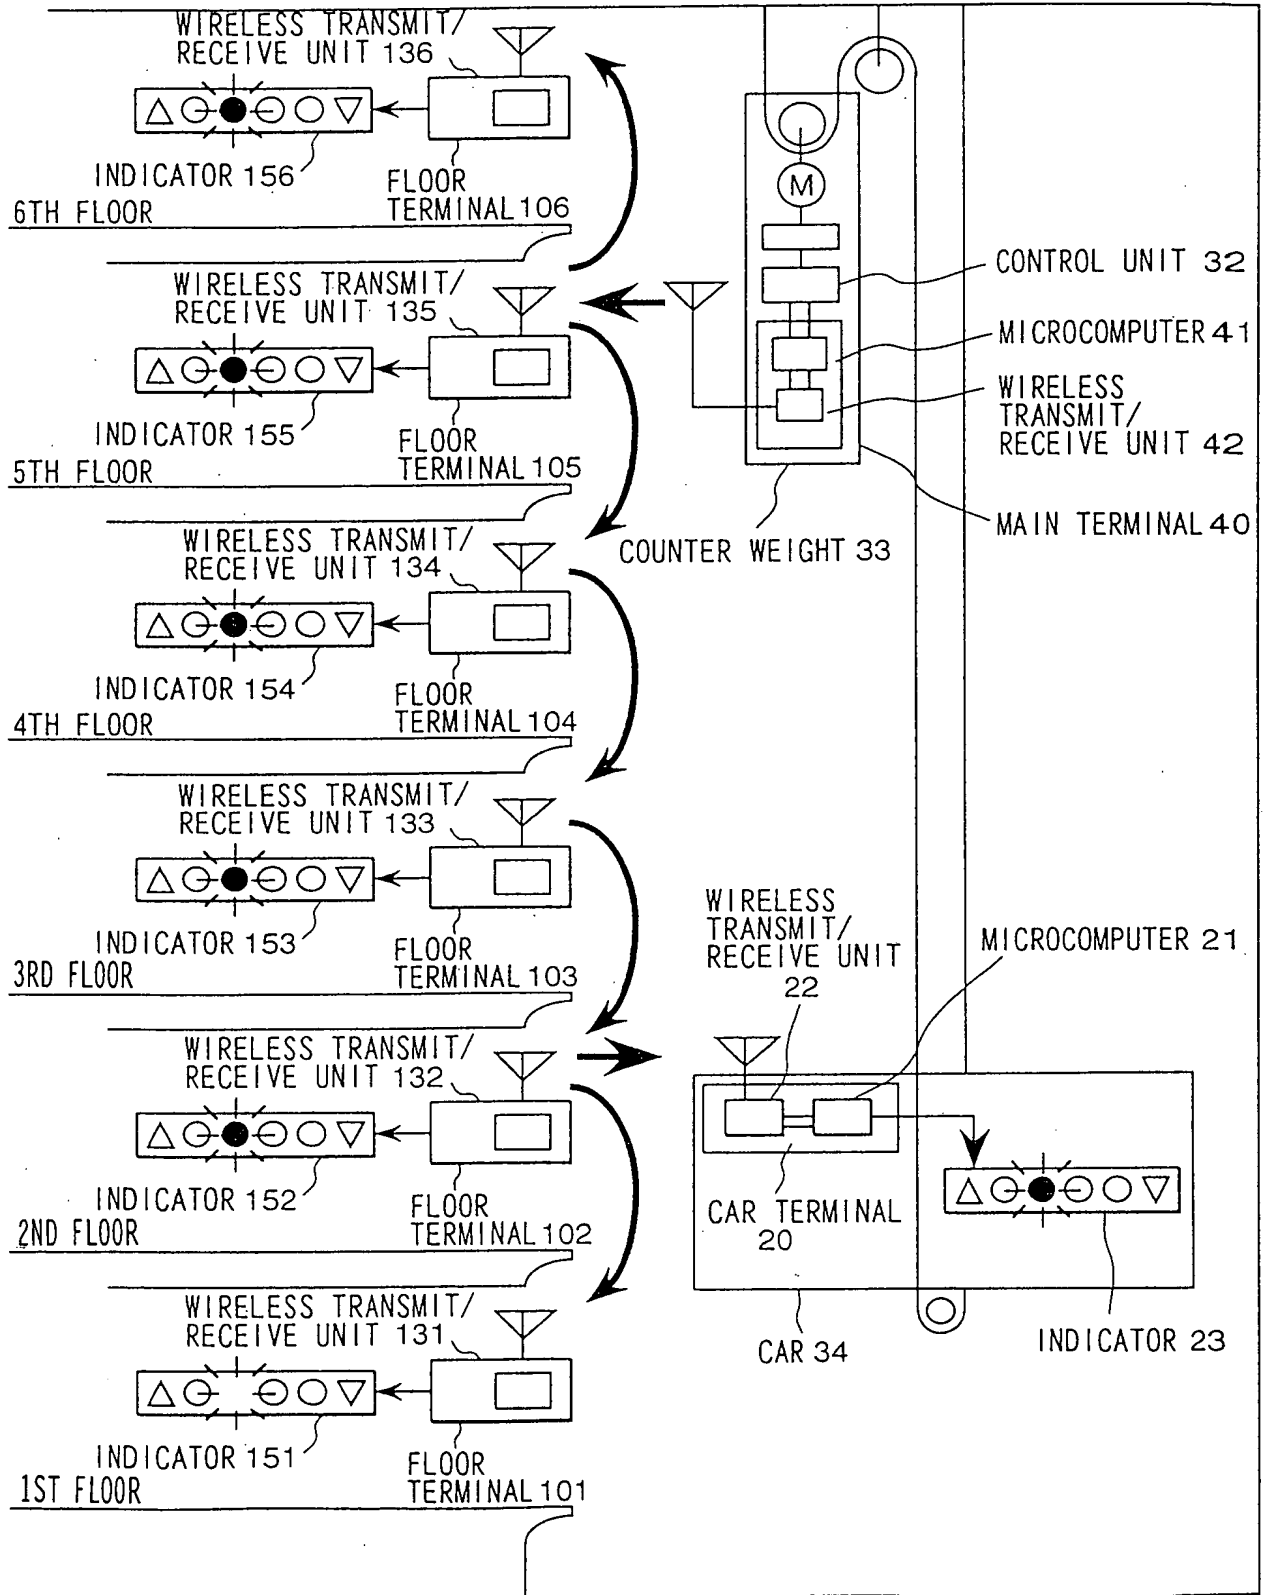 WIRELESS TRANSMIT/
RECEIVE UNIT 136
INDICATOR 156
FLOOR
TERMINAL 106
6TH FLOOR
WIRELESS TRANSMIT/
RECEIVE UNIT 135
INDICATOR 155
FLOOR
TERMINAL 105
5TH FLOOR
WIRELESS TRANSMIT/
RECEIVE UNIT 134
INDICATOR 154
FLOOR
TERMINAL 104
4TH FLOOR
WIRELESS TRANSMIT/
RECEIVE UNIT 133
INDICATOR 153
FLOOR
TERMINAL 103
3RD FLOOR
WIRELESS TRANSMIT/
RECEIVE UNIT 132
INDICATOR 152
FLOOR
TERMINAL 102
2ND FLOOR
WIRELESS TRANSMIT/
RECEIVE UNIT 131
INDICATOR 151
FLOOR
TERMINAL 101
1ST FLOOR
M
CONTROL UNIT 32
MICROCOMPUTER 41
WIRELESS
TRANSMIT/
RECEIVE UNIT 42
MAIN TERMINAL 40
COUNTER WEIGHT 33
WIRELESS
TRANSMIT/
RECEIVE UNIT
22
MICROCOMPUTER 21
CAR TERMINAL
20
CAR 34
INDICATOR 23